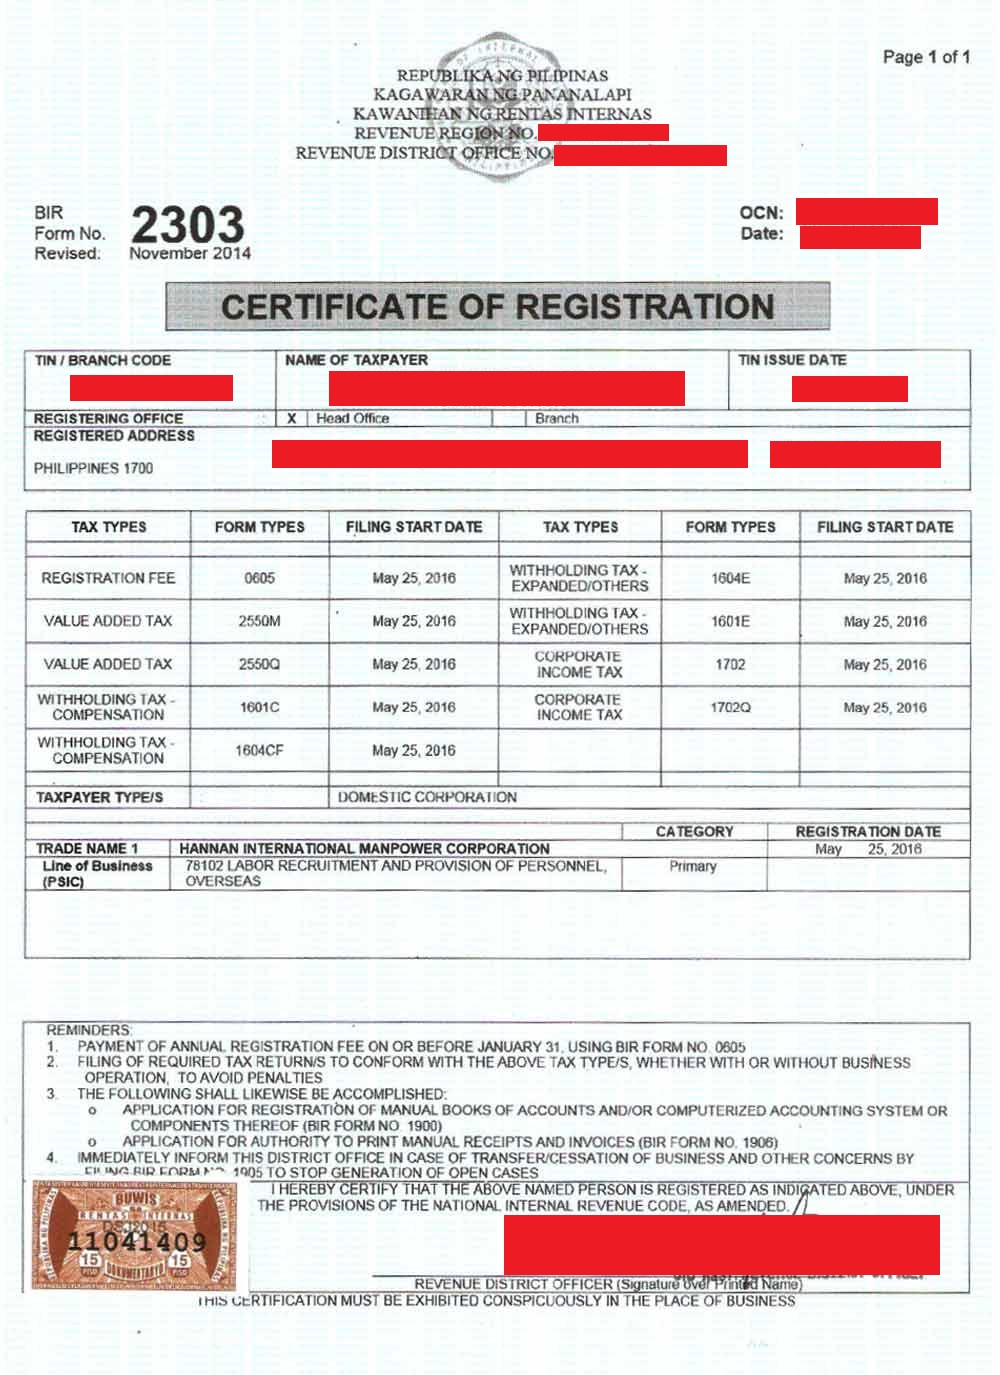 Page 1 of 1
REPUBLIKA NG PILIPINAS
KAGAWARAN NG PANANALAPI
KAWANIHAN NG RENTAS INTERNAS
REVENUE REGION NO.
REVENUE DISTRICT OFFICE NO.
BIR Form No. 2303
Revised: November 2014
OCN:
Date:
CERTIFICATE OF REGISTRATION
TIN / BRANCH CODE NAME OF TAXPAYER TIN ISSUE DATE
REGISTERING OFFICE X Head Office Branch
REGISTERED ADDRESS
PHILIPPINES 1700
TAX TYPES FORM TYPES FILING START DATE TAX TYPES FORM TYPES FILING START DATE
REGISTRATION FEE 0605 May 25, 2016 WITHHOLDING TAX - EXPANDED/OTHERS 1604E May 25, 2016
VALUE ADDED TAX 2550M May 25, 2016 WITHHOLDING TAX - EXPANDED/OTHERS 1601E May 25, 2016
VALUE ADDED TAX 2550Q May 25, 2016 CORPORATE INCOME TAX 1702 May 25, 2016
WITHHOLDING TAX - COMPENSATION 1601C May 25, 2016 CORPORATE INCOME TAX 1702Q May 25, 2016
WITHHOLDING TAX - COMPENSATION 1604CF May 25, 2016
TAXPAYER TYPE/S DOMESTIC CORPORATION
CATEGORY REGISTRATION DATE
TRADE NAME 1 HANNAN INTERNATIONAL MANPOWER CORPORATION May 25, 2016
Line of Business (PSIC) 78102 LABOR RECRUITMENT AND PROVISION OF PERSONNEL, OVERSEAS Primary
REMINDERS:
1. PAYMENT OF ANNUAL REGISTRATION FEE ON OR BEFORE JANUARY 31, USING BIR FORM NO. 0605
2. FILING OF REQUIRED TAX RETURN/S TO CONFORM WITH THE ABOVE TAX TYPE/S, WHETHER WITH OR WITHOUT BUSINESS
OPERATION, TO AVOID PENALTIES
3. THE FOLLOWING SHALL LIKEWISE BE ACCOMPLISHED:
o APPLICATION FOR REGISTRATION OF MANUAL BOOKS OF ACCOUNTS AND/OR COMPUTERIZED ACCOUNTING SYSTEM OR
COMPONENTS THEREOF (BIR FORM NO. 1900)
o APPLICATION FOR AUTHORITY TO PRINT MANUAL RECEIPTS AND INVOICES (BIR FORM NO. 1906)
4. IMMEDIATELY INFORM THIS DISTRICT OFFICE IN CASE OF TRANSFER/CESSATION OF BUSINESS AND OTHER CONCERNS BY
FILING BIR FORM NO. 1905 TO STOP GENERATION OF OPEN CASES
I HEREBY CERTIFY THAT THE ABOVE NAMED PERSON IS REGISTERED AS INDICATED ABOVE, UNDER
THE PROVISIONS OF THE NATIONAL INTERNAL REVENUE CODE, AS AMENDED.
BUWIS
NG
RENTAS INTERNAS
11041409
15 PISO DOKUMENTARYO 15 PISO
REVENUE DISTRICT OFFICER (Signature over Printed Name)
THIS CERTIFICATION MUST BE EXHIBITED CONSPICUOUSLY IN THE PLACE OF BUSINESS